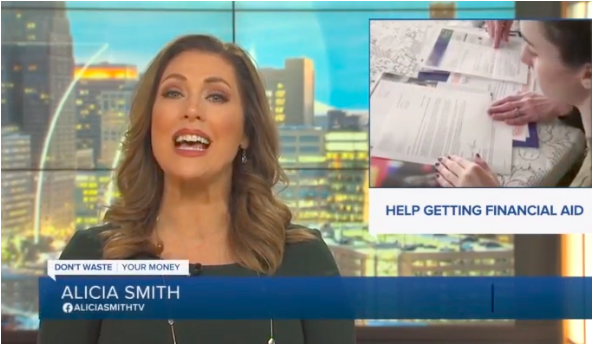 HELP GETTING FINANCIAL AID
DON'T WASTE YOUR MONEY
ALICIA SMITH
ALICIASMITHTV